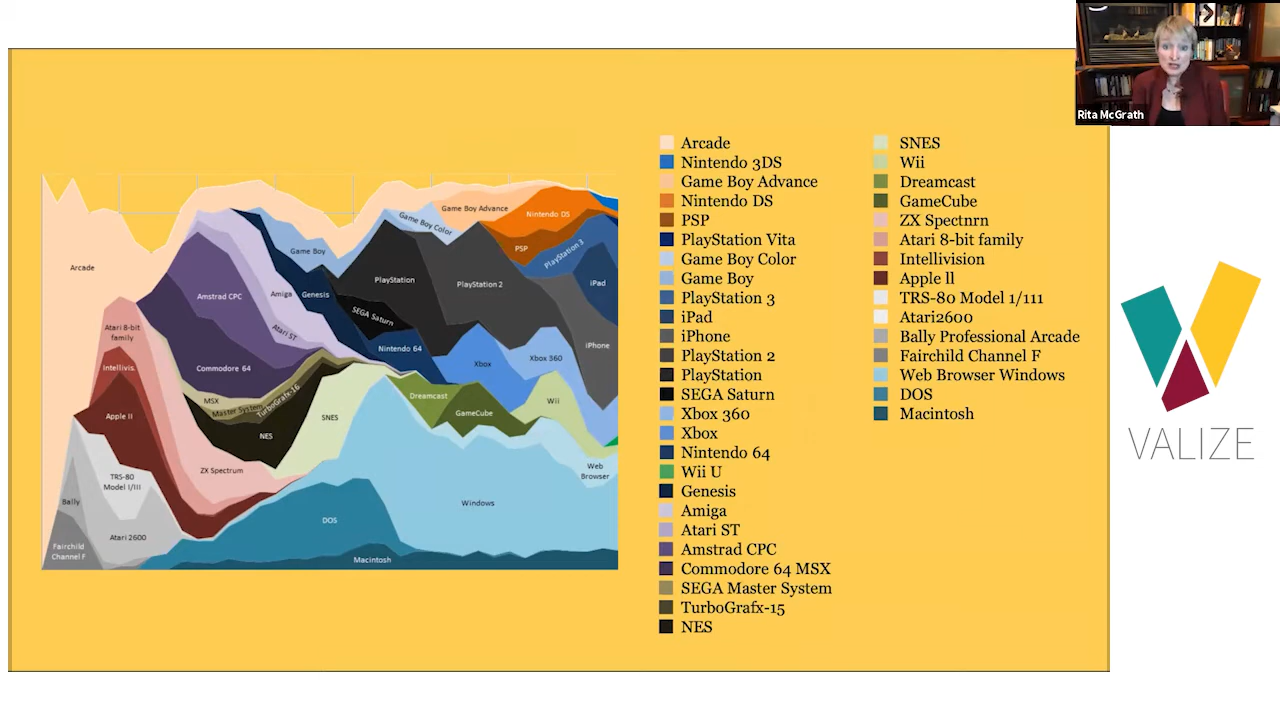 Rita McGrath
Arcade
Nintendo 3DS
Game Boy Advance
Nintendo DS
PSP
PlayStation Vita
Game Boy Color
Game Boy
PlayStation 3
iPad
iPhone
PlayStation 2
PlayStation
SEGA Saturn
Xbox 360
Xbox
Nintendo 64
Wii U
Genesis
Amiga
Atari ST
Amstrad CPC
Commodore 64 MSX
SEGA Master System
TurboGrafx-15
NES
SNES
Wii
Dreamcast
GameCube
ZX Spectnrn
Atari 8-bit family
Intellivision
Apple ll
TRS-80 Model 1/111
Atari2600
Bally Professional Arcade
Fairchild Channel F
Web Browser Windows
DOS
Macintosh
Arcade
Game Boy Advance
Nintendo DS
Game Boy Color
PSP
PlayStation 3
Game Boy
PlayStation
PlayStation 2
iPad
Amstrad CPC
Amiga
Genesis
SEGA Saturn
Atari ST
Nintendo 64
iPhone
Atari 8-bit
family
Intellivis.
Commodore 64
Xbox
Xbox 360
MSX
Master System
TurboGrafx-16
Dreamcast
Wii
Apple II
NES
SNES
GameCube
ZX Spectrum
Web
Browser
TRS-80
Model I/III
Bally
Windows
DOS
Atari 2600
Fairchild
Channel F
Macintosh
VALIZE